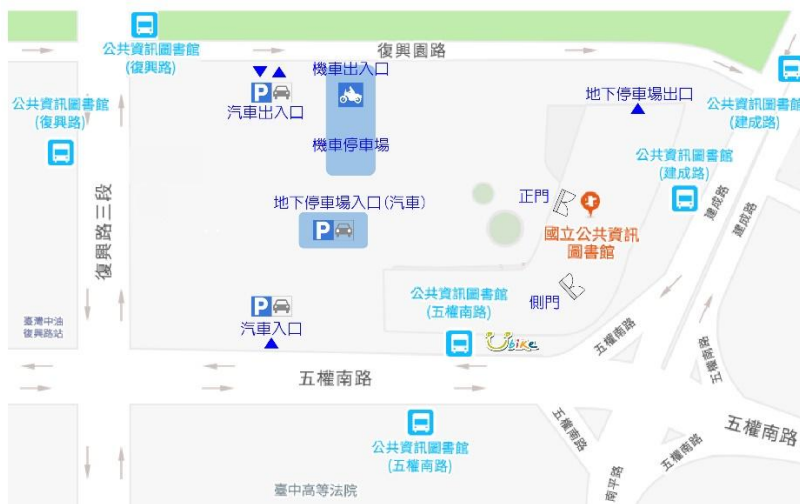 復興園路
公共資訊圖書館
(復興路)
機車出入口
P
汽車出入口
地下停車場出口
公共資訊圖書館
(復興路)
公共資訊圖書館
(建成路)
機車停車場
公共資訊圖書館
(建成路)
建成路
建成路
正門
地下停車場入口(汽車)
P
國立公共資訊
圖書館
復興路三段
側門
公共資訊圖書館
(五權南路)
P
汽車入口
臺灣中油
復興路站
Ubike
五權南路
五權南路
五權南路
五權南路
五權南路
五權南路
南平路
公共資訊圖書館
(五權南路)
臺中高等法院